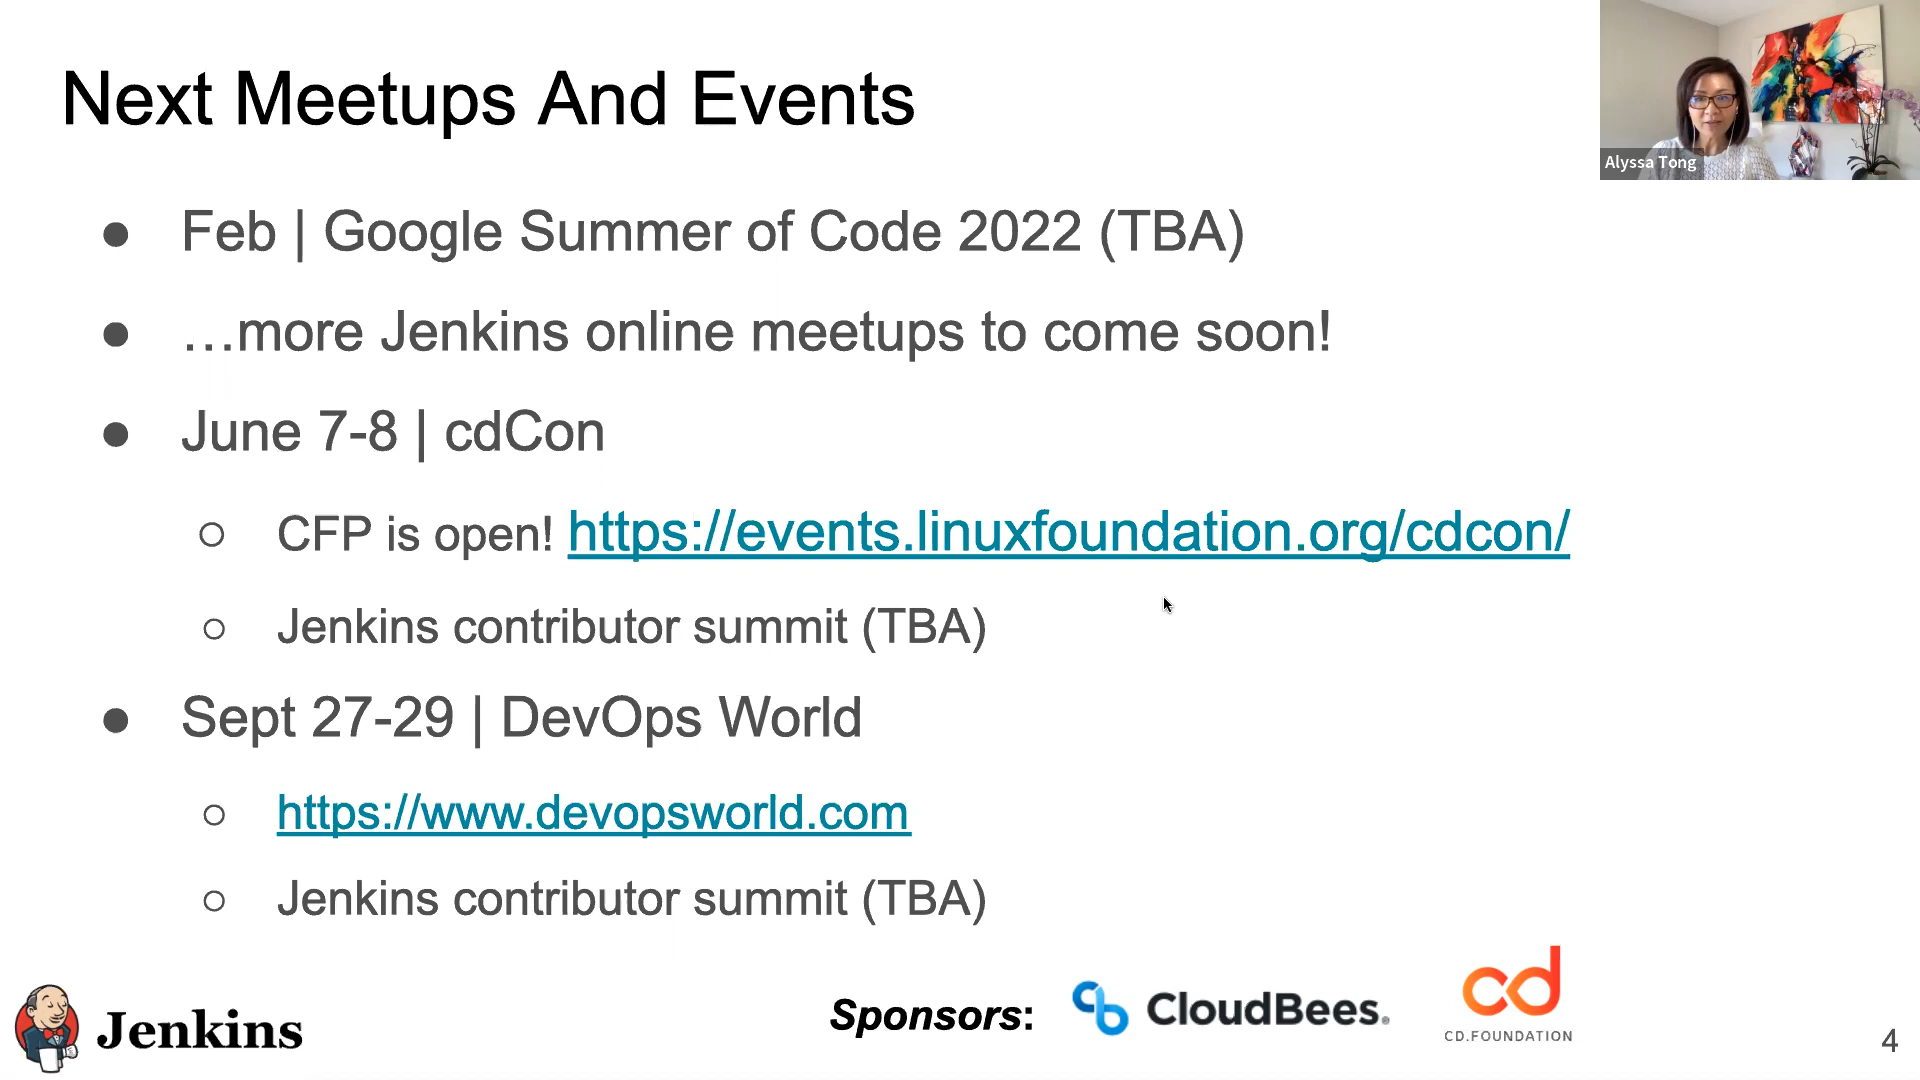 Next Meetups And Events
Alyssa Tong
● Feb | Google Summer of Code 2022 (TBA)
● …more Jenkins online meetups to come soon!
● June 7-8 | cdCon
○ CFP is open! https://events.linuxfoundation.org/cdcon/
○ Jenkins contributor summit (TBA)
● Sept 27-29 | DevOps World
○ https://www.devopsworld.com
○ Jenkins contributor summit (TBA)
Jenkins
Sponsors:
CloudBees®
cd
CD.FOUNDATION
4